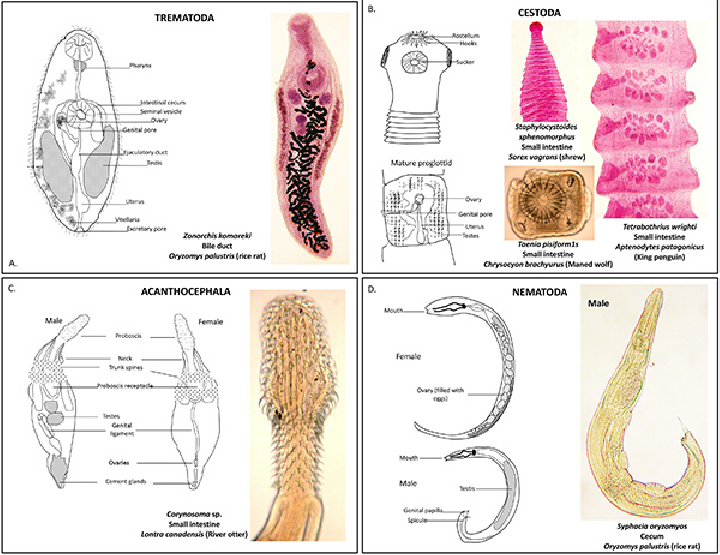 TREMATODA
Pharynx
Intestinal cecum
Seminal vesicle
Ovary
Genital pore
Ejaculatory duct
Testis
Uterus
Vitellaria
Excretory pore
Zonorchis komareki
Bile duct
Oryzomys palustris (rice rat)
A.
B.
CESTODA
Rostellum
Hooks
Sucker
Mature proglottid
Ovary
Genital pore
Uterus
Testes
Staphylocystoides
sphenomorphus
Small intestine
Sorex vagrans (shrew)
Taenia pisiformis
Small intestine
Chrysocyon brachyurus (Maned wolf)
Tetrabothrius wrighti
Small intestine
Aptenodytes patagonicus
(King penguin)
C.
ACANTHOCEPHALA
Male
Female
Proboscis
Neck
Trunk spines
Proboscis receptacle
Testes
Genital
ligament
Ovaries
Cement glands
Corynosoma sp.
Small intestine
Lontra canadensis (River otter)
D.
NEMATODA
Mouth
Female
Ovary (filled with
eggs)
Mouth
Male
Testis
Genital papilla
Spicule
Male
Syphacia oryzomyos
Cecum
Oryzomys palustris (rice rat)